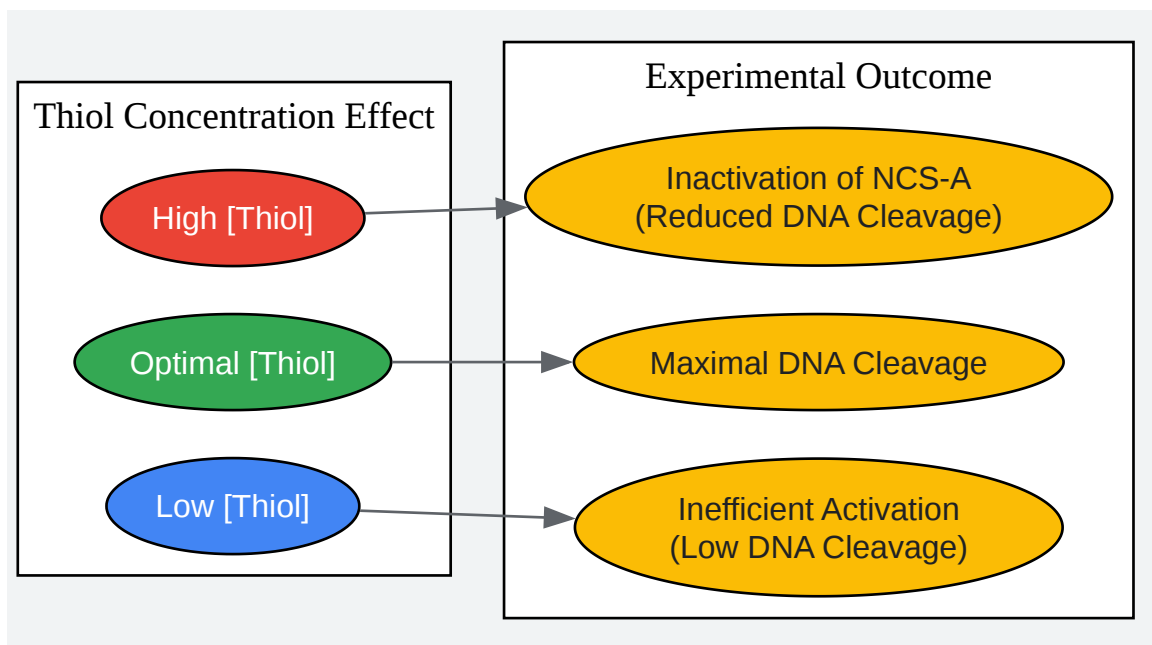 Thiol Concentration Effect
High [Thiol]
Optimal [Thiol]
Low [Thiol]
Experimental Outcome
Inactivation of NCS-A
(Reduced DNA Cleavage)
Maximal DNA Cleavage
Inefficient Activation
(Low DNA Cleavage)